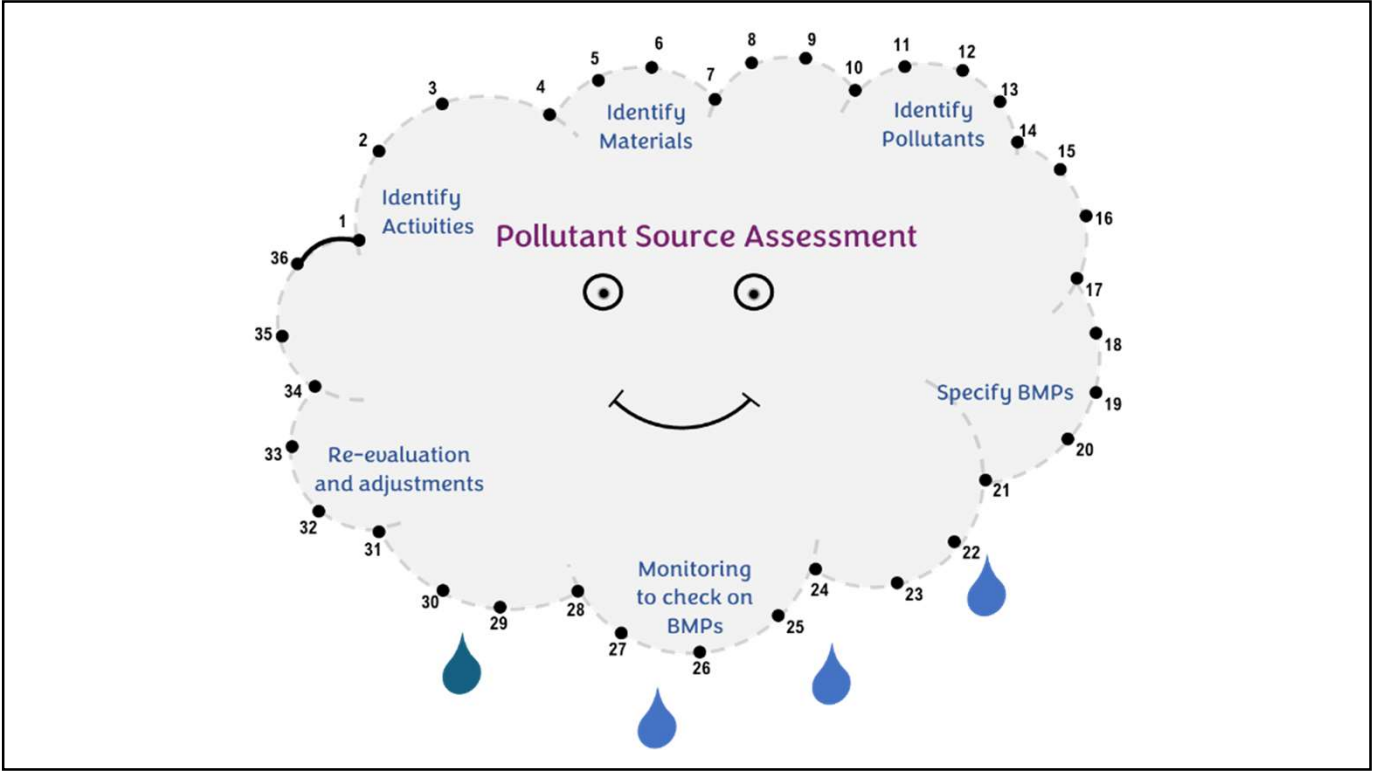 1
2
3
4
5
6
7
8
9
10
11
12
13
14
15
16
17
18
19
20
21
22
23
24
25
26
27
28
29
30
31
32
33
34
35
36
Identify
Activities
Identify
Materials
Identify
Pollutants
Pollutant Source Assessment
Specify BMPs
Monitoring
to check on
BMPs
Re-evaluation
and adjustments